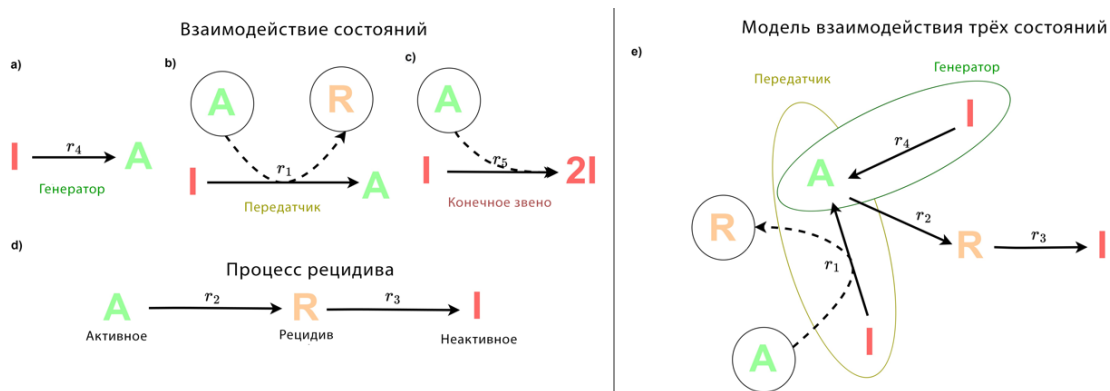 Взаимодействие состояний
a)
I
r4
A
Генератор
b)
A
R
I
r1
A
Передатчик
c)
A
I
r5
2I
Конечное звено
d)
Процесс рецидива
A
r2
R
r3
I
Активное
Рецидив
Неактивное
Модель взаимодействия трёх состояний
e)
Передатчик
Генератор
I
r4
A
r2
R
R
r3
I
r1
I
A